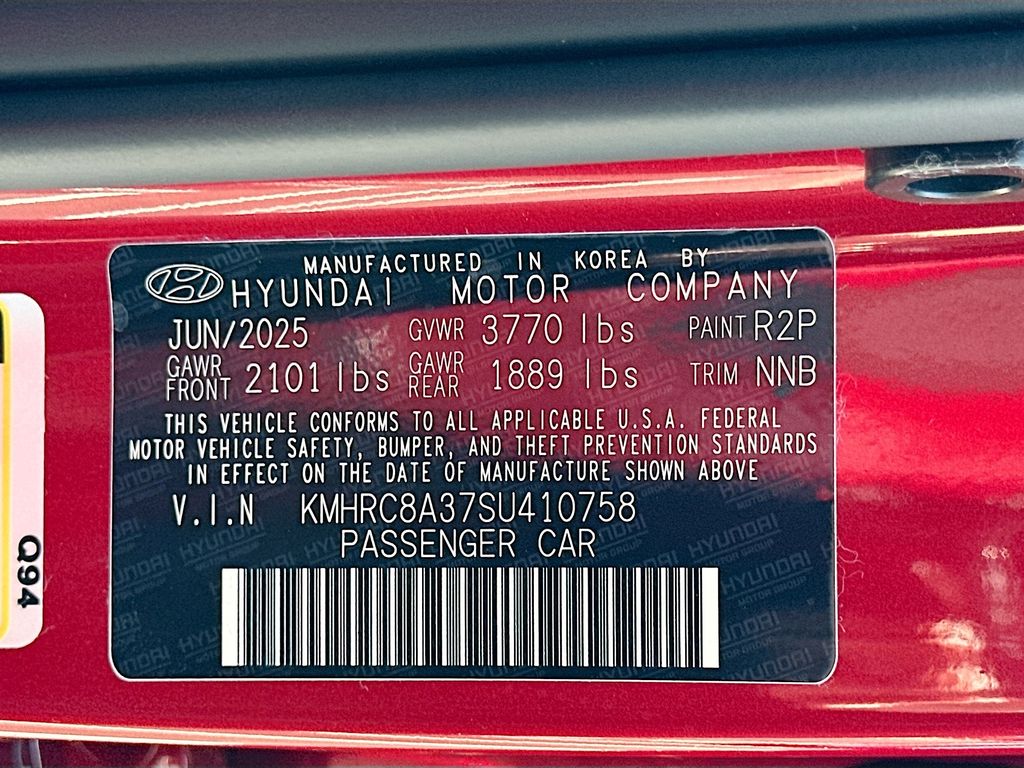 MANUFACTURED IN KOREA BY
HYUNDAI MOTOR COMPANY
JUN/2025 GVWR 3770 lbs PAINT R2P
GAWR FRONT 2101 lbs GAWR REAR 1889 lbs TRIM NNB
THIS VEHICLE CONFORMS TO ALL APPLICABLE U.S.A. FEDERAL
MOTOR VEHICLE SAFETY, BUMPER, AND THEFT PREVENTION STANDARDS
IN EFFECT ON THE DATE OF MANUFACTURE SHOWN ABOVE
V.I.N KMHRC8A37SU410758
PASSENGER CAR
Q94